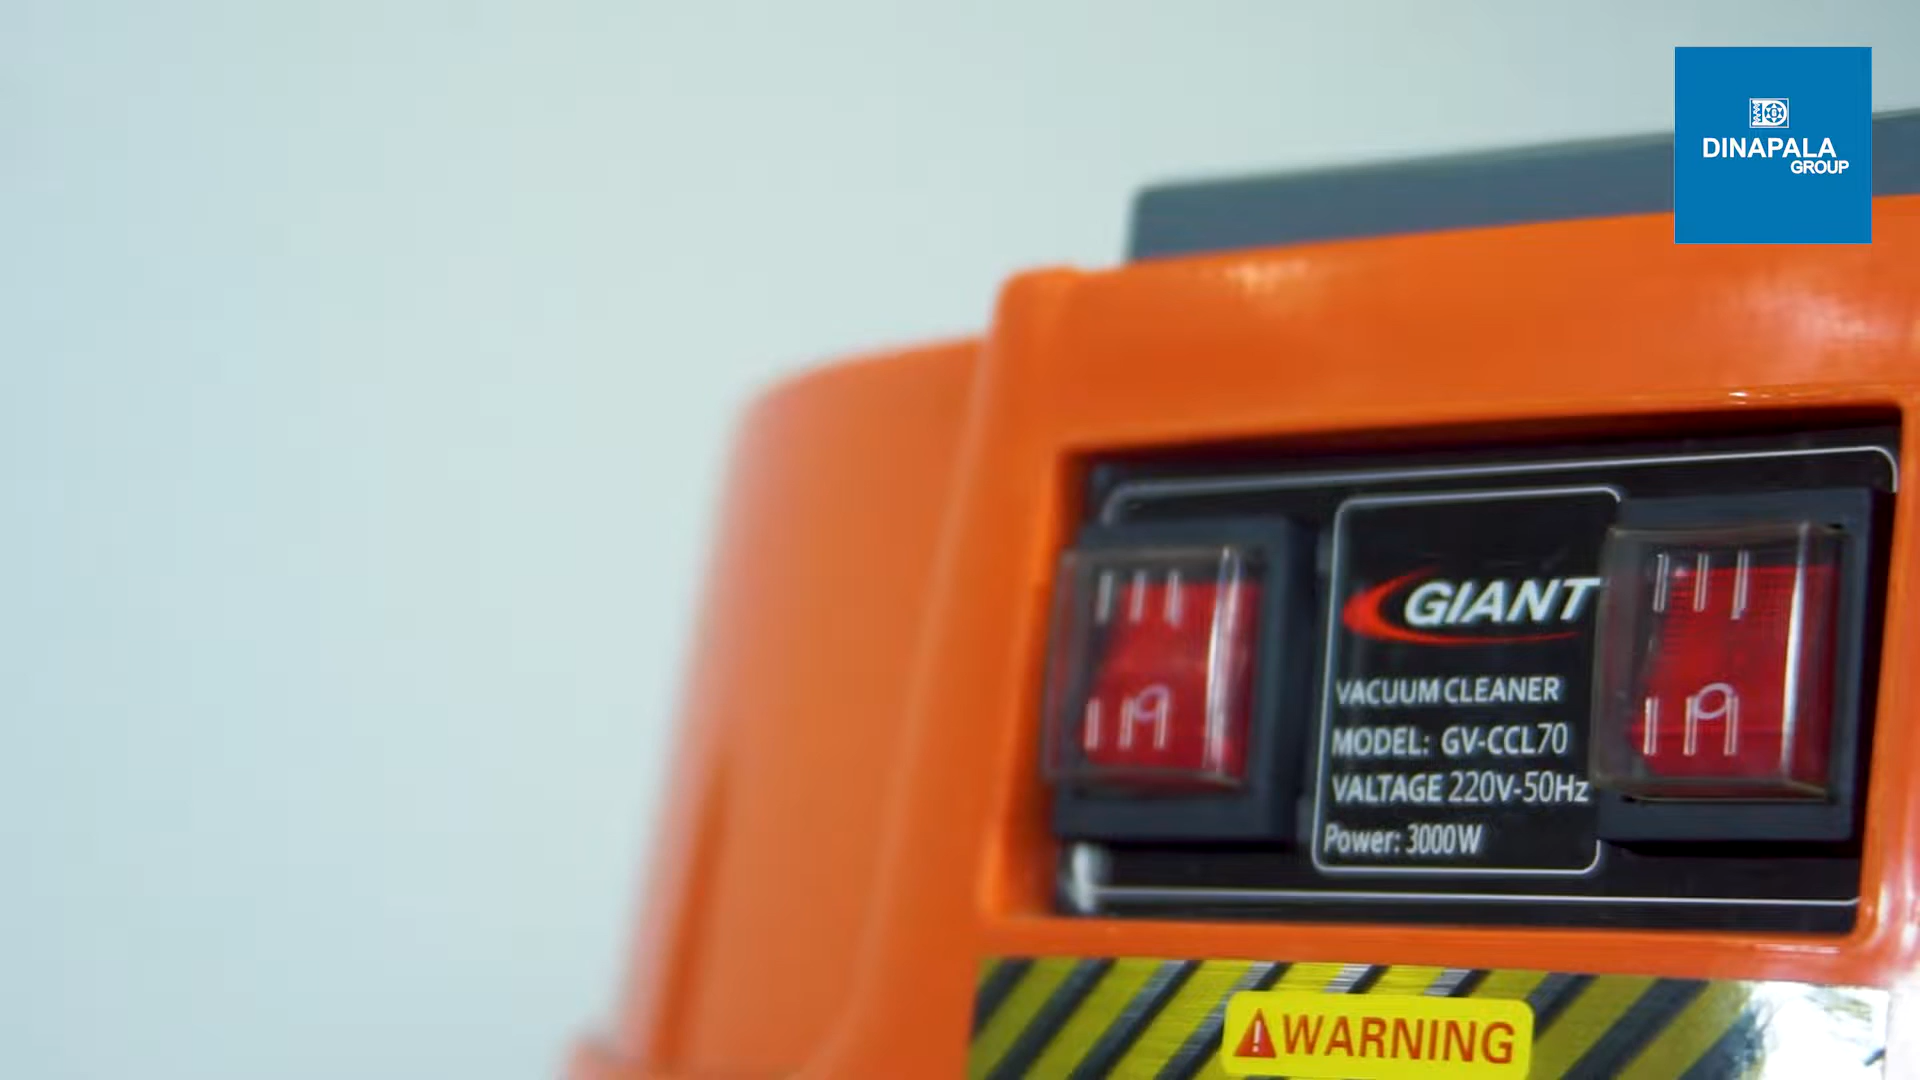 DINAPALA
GROUP
GIANT
VACUUM CLEANER
MODEL: GV-CCL70
VALTAGE 220V-50Hz
Power: 3000W
WARNING